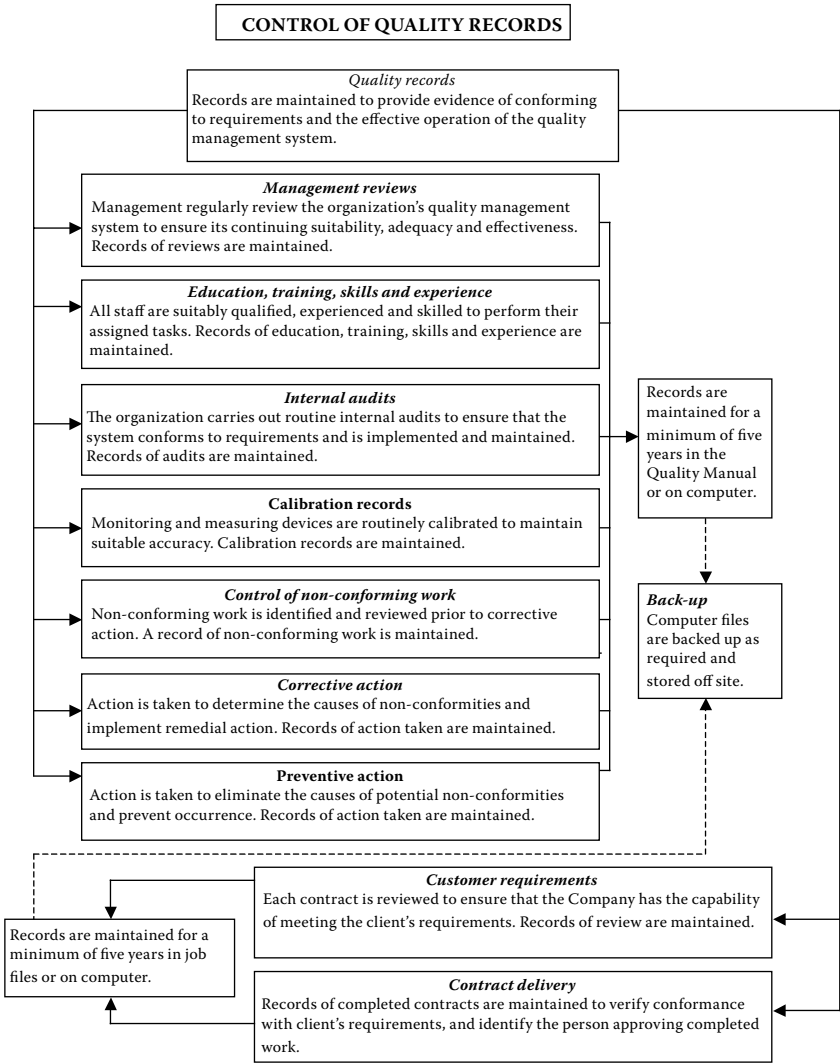 CONTROL OF QUALITY RECORDS
Quality records
Records are maintained to provide evidence of conforming
to requirements and the effective operation of the quality
management system.
Management reviews
Management regularly review the organization's quality management
system to ensure its continuing suitability, adequacy and effectiveness.
Records of reviews are maintained.
Education, training, skills and experience
All staff are suitably qualified, experienced and skilled to perform their
assigned tasks. Records of education, training, skills and experience are
maintained.
Internal audits
The organization carries out routine internal audits to ensure that the
system conforms to requirements and is implemented and maintained.
Records of audits are maintained.
Calibration records
Monitoring and measuring devices are routinely calibrated to maintain
suitable accuracy. Calibration records are maintained.
Control of non-conforming work
Non-conforming work is identified and reviewed prior to corrective
action. A record of non-conforming work is maintained.
Corrective action
Action is taken to determine the causes of non-conformities and
implement remedial action. Records of action taken are maintained.
Preventive action
Action is taken to eliminate the causes of potential non-conformities
and prevent occurrence. Records of action taken are maintained.
Records are
maintained for a
minimum of five
years in the
Quality Manual
or on computer.
Back-up
Computer files
are backed up as
required and
stored off site.
Customer requirements
Each contract is reviewed to ensure that the Company has the capability
of meeting the client's requirements. Records of review are maintained.
Records are maintained for a
minimum of five years in job
files or on computer.
Contract delivery
Records of completed contracts are maintained to verify conformance
with client's requirements, and identify the person approving completed
work.